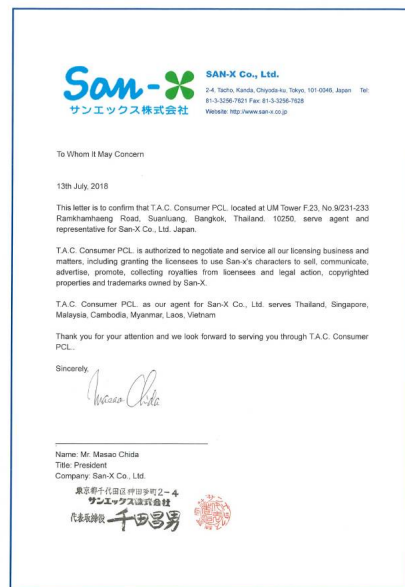 San-X
サンエックス株式会社
SAN-X Co., Ltd.
2-4, Tacho, Kanda, Chiyoda-ku, Tokyo, 101-0046, Japan Tel:
81-3-3256-7821 Fax: 81-3-3256-7828
Website: http://www.san-x.co.jp
To Whom It May Concern
13th July, 2018
This letter is to confirm that T.A.C. Consumer PCL. located at UM Tower F.23, No.9/231-233
Ramkhamhaeng Road, Suanluang, Bangkok, Thailand. 10250, serve agent and
representative for San-X Co., Ltd. Japan.
T.A.C. Consumer PCL. is authorized to negotiate and service all our licensing business and
matters, including granting the licensees to use San-x's characters to sell, communicate,
advertise, promote, collecting royalties from licensees and legal action, copyrighted
properties and trademarks owned by San-X.
T.A.C. Consumer PCL. as our agent for San-X Co., Ltd. serves Thailand, Singapore,
Malaysia, Cambodia, Myanmar, Laos, Vietnam
Thank you for your attention and we look forward to serving you through T.A.C. Consumer
PCL..
Sincerely,
Masao Chida
Name: Mr. Masao Chida
Title: President
Company: San-X Co., Ltd.
東京都千代田区神田多町2-4
サンエックス株式会社
代表取締役 千田昌男